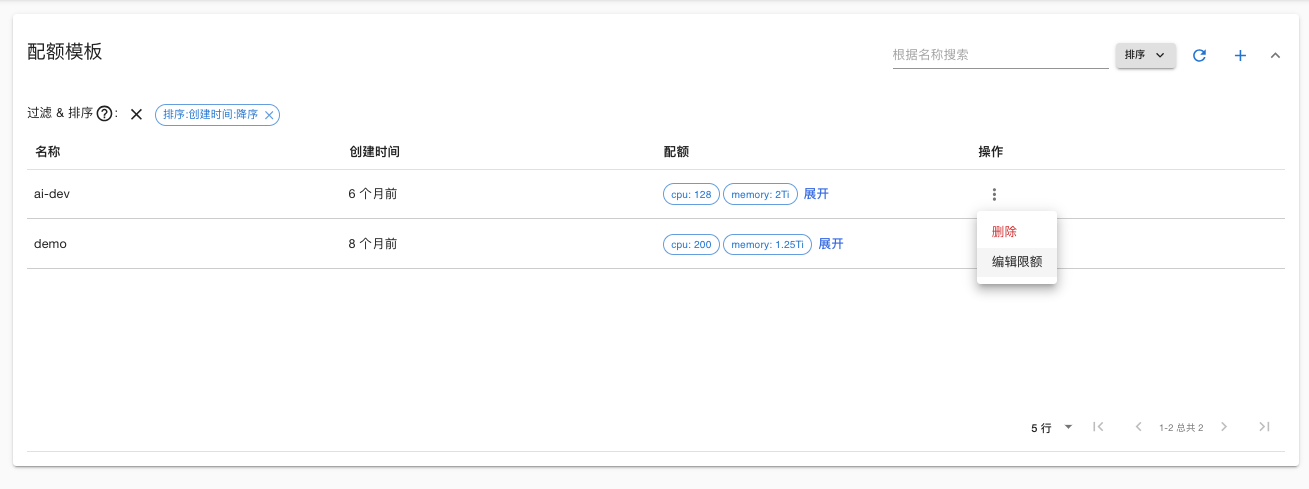 配额模板
根据名称搜索
排序
过滤 & 排序?:
排序:创建时间:降序
名称 创建时间 配额 操作
ai-dev 6 个月前 cpu: 128 memory: 2Ti 展开
删除
demo 8 个月前 cpu: 200 memory: 1.25Ti 展开
编辑限额
5 行 1-2 总共 2